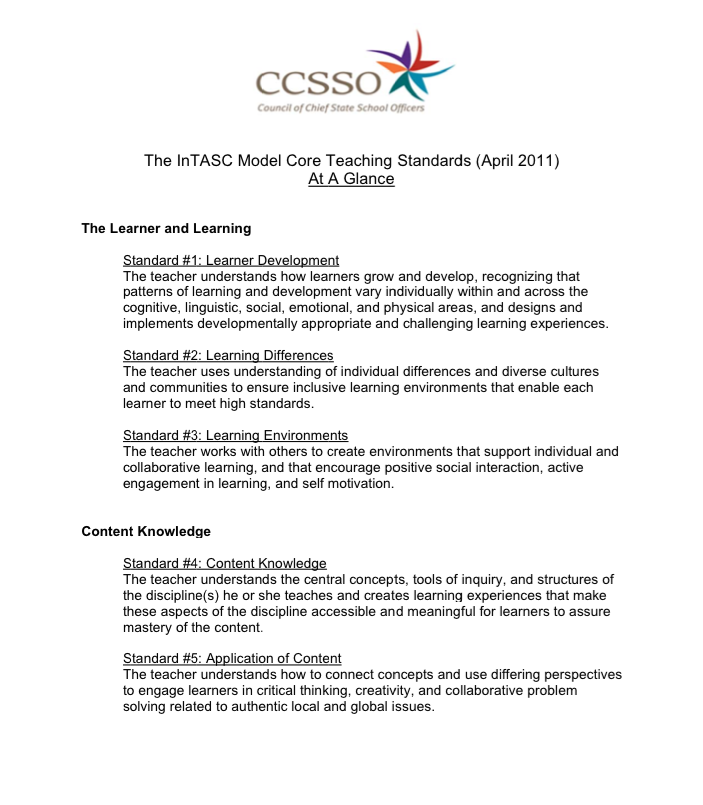 CCSSO
Council of Chief State School Officers
The InTASC Model Core Teaching Standards (April 2011)
At A Glance
The Learner and Learning
Standard #1: Learner Development
The teacher understands how learners grow and develop, recognizing that
patterns of learning and development vary individually within and across the
cognitive, linguistic, social, emotional, and physical areas, and designs and
implements developmentally appropriate and challenging learning experiences.
Standard #2: Learning Differences
The teacher uses understanding of individual differences and diverse cultures
and communities to ensure inclusive learning environments that enable each
learner to meet high standards.
Standard #3: Learning Environments
The teacher works with others to create environments that support individual and
collaborative learning, and that encourage positive social interaction, active
engagement in learning, and self motivation.
Content Knowledge
Standard #4: Content Knowledge
The teacher understands the central concepts, tools of inquiry, and structures of
the discipline(s) he or she teaches and creates learning experiences that make
these aspects of the discipline accessible and meaningful for learners to assure
mastery of the content.
Standard #5: Application of Content
The teacher understands how to connect concepts and use differing perspectives
to engage learners in critical thinking, creativity, and collaborative problem
solving related to authentic local and global issues.